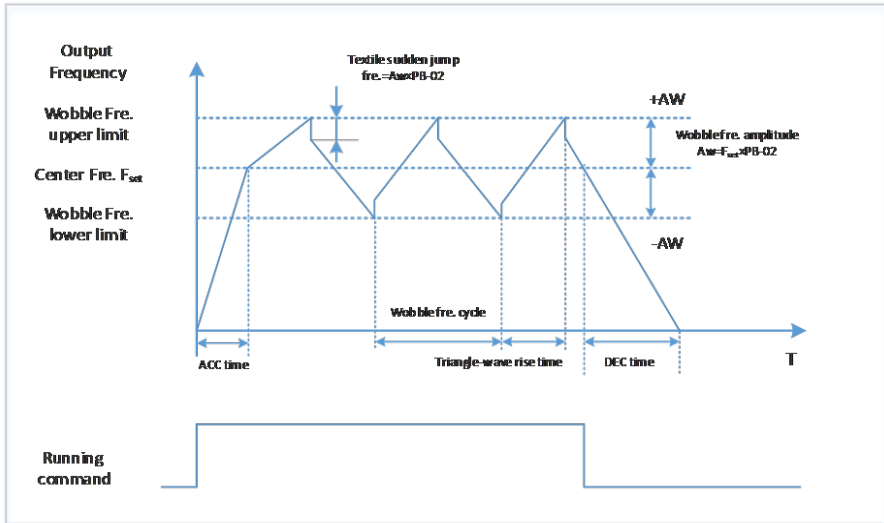 Output
Frequency
Textile sudden jump
fre.=Aw×PB-02
Wobble Fre.
upper limit
+AW
Wobble fre. amplitude
Aw=Fset×PB-02
Center Fre. Fset
Wobble Fre.
lower limit
-AW
Wobble fre. cycle
ACC time
Triangle-wave rise time
DEC time
T
Running
command